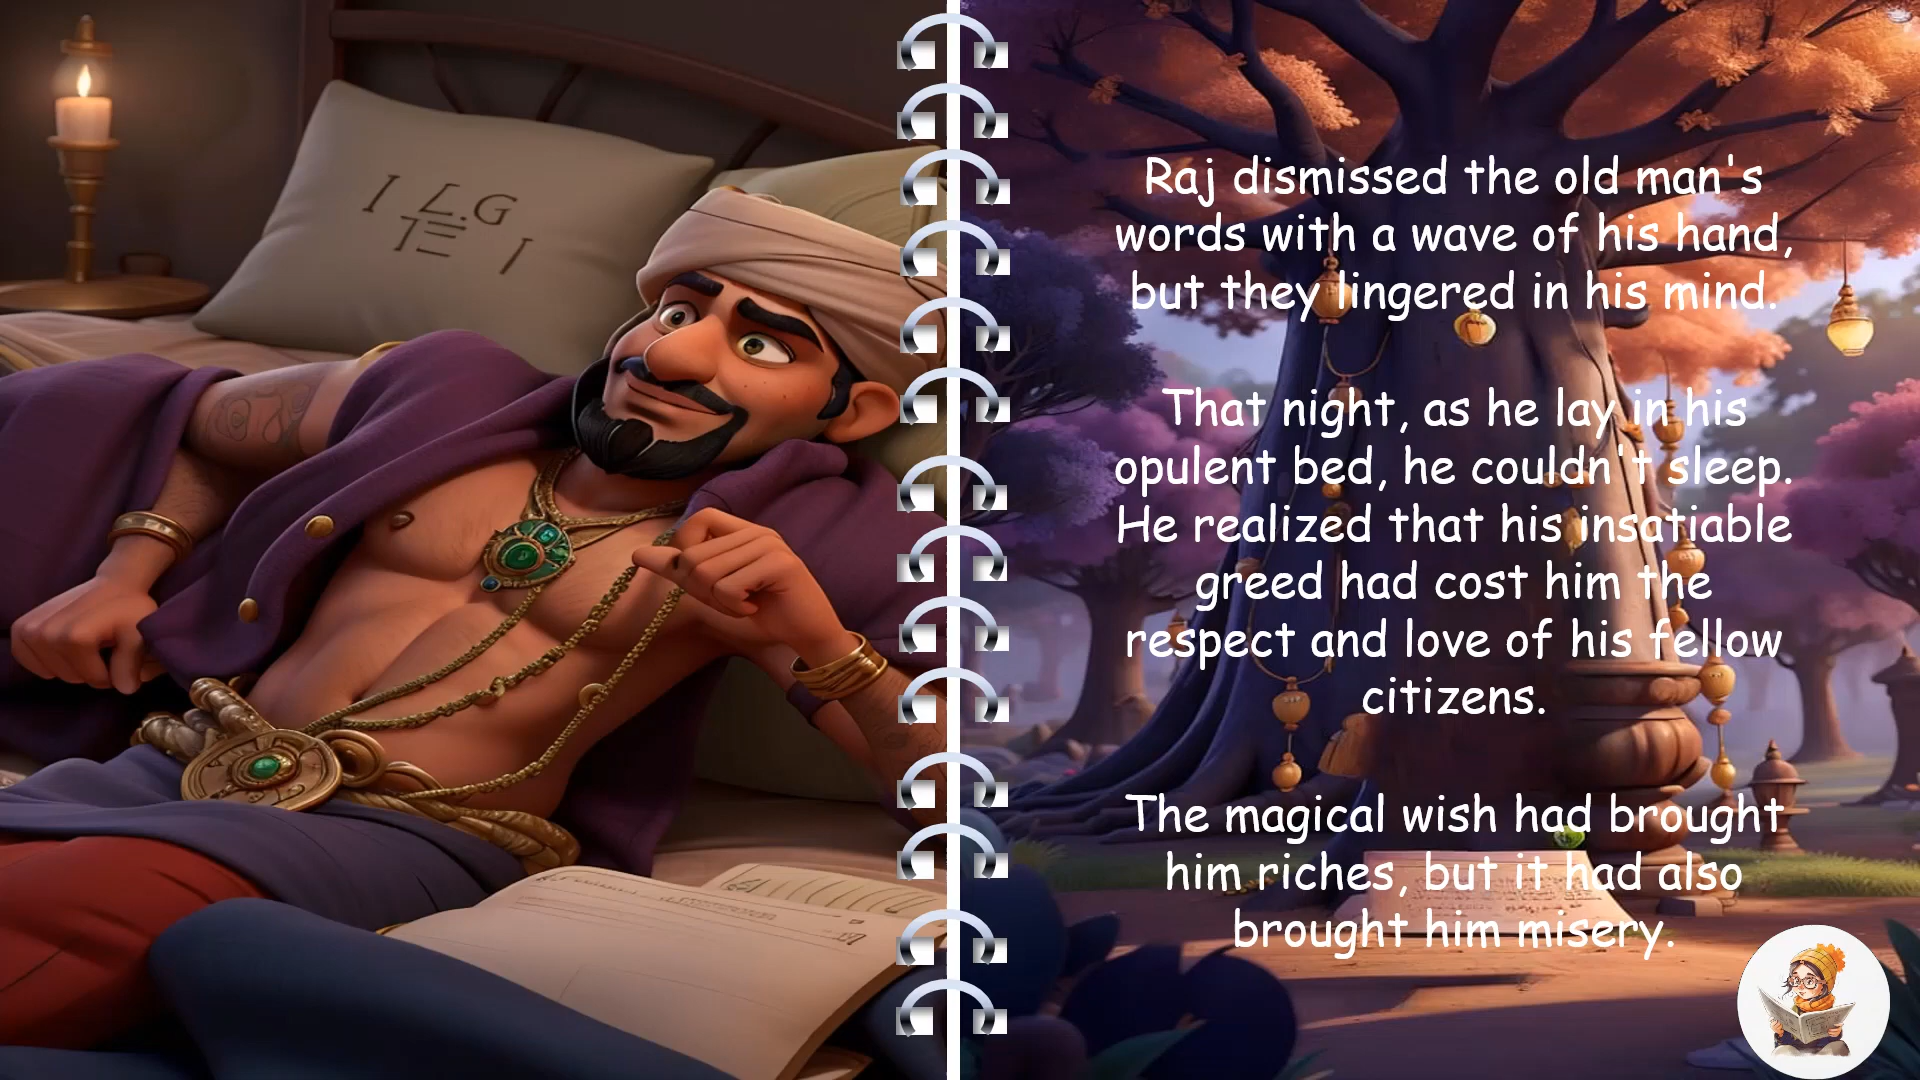 I L.G
Raj dismissed the old man's
words with a wave of his hand,
but they lingered in his mind.
That night, as he lay in his
opulent bed, he couldn't sleep.
He realized that his insatiable
greed had cost him the
respect and love of his fellow
citizens.
The magical wish had brought
him riches, but it had also
brought him misery.